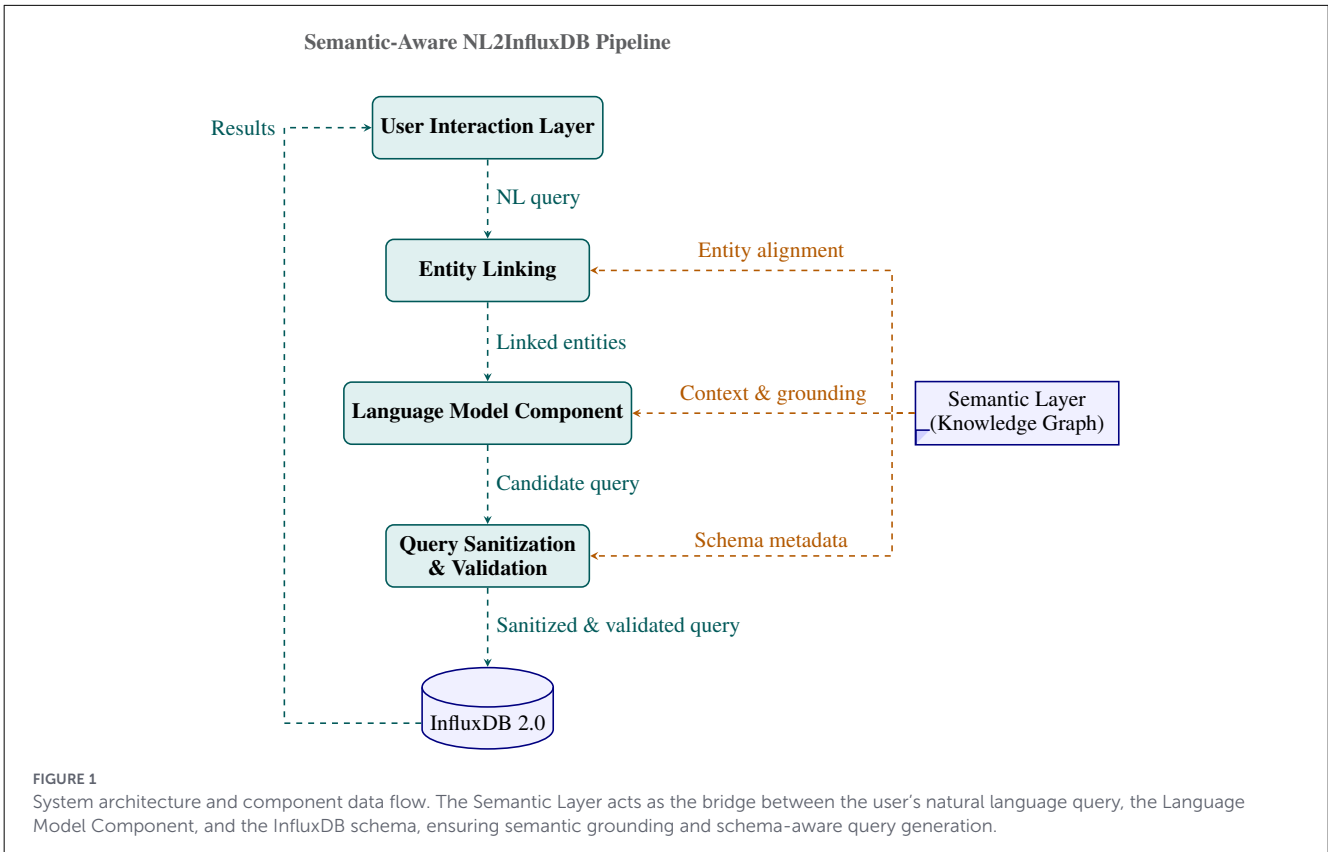 Semantic-Aware NL2InfluxDB Pipeline
Results
User Interaction Layer
NL query
Entity alignment
Entity Linking
Linked entities
Context & grounding
Language Model Component
Semantic Layer
(Knowledge Graph)
Candidate query
Schema metadata
Query Sanitization
& Validation
Sanitized & validated query
InfluxDB 2.0
FIGURE 1
System architecture and component data flow. The Semantic Layer acts as the bridge between the user's natural language query, the Language
Model Component, and the InfluxDB schema, ensuring semantic grounding and schema-aware query generation.